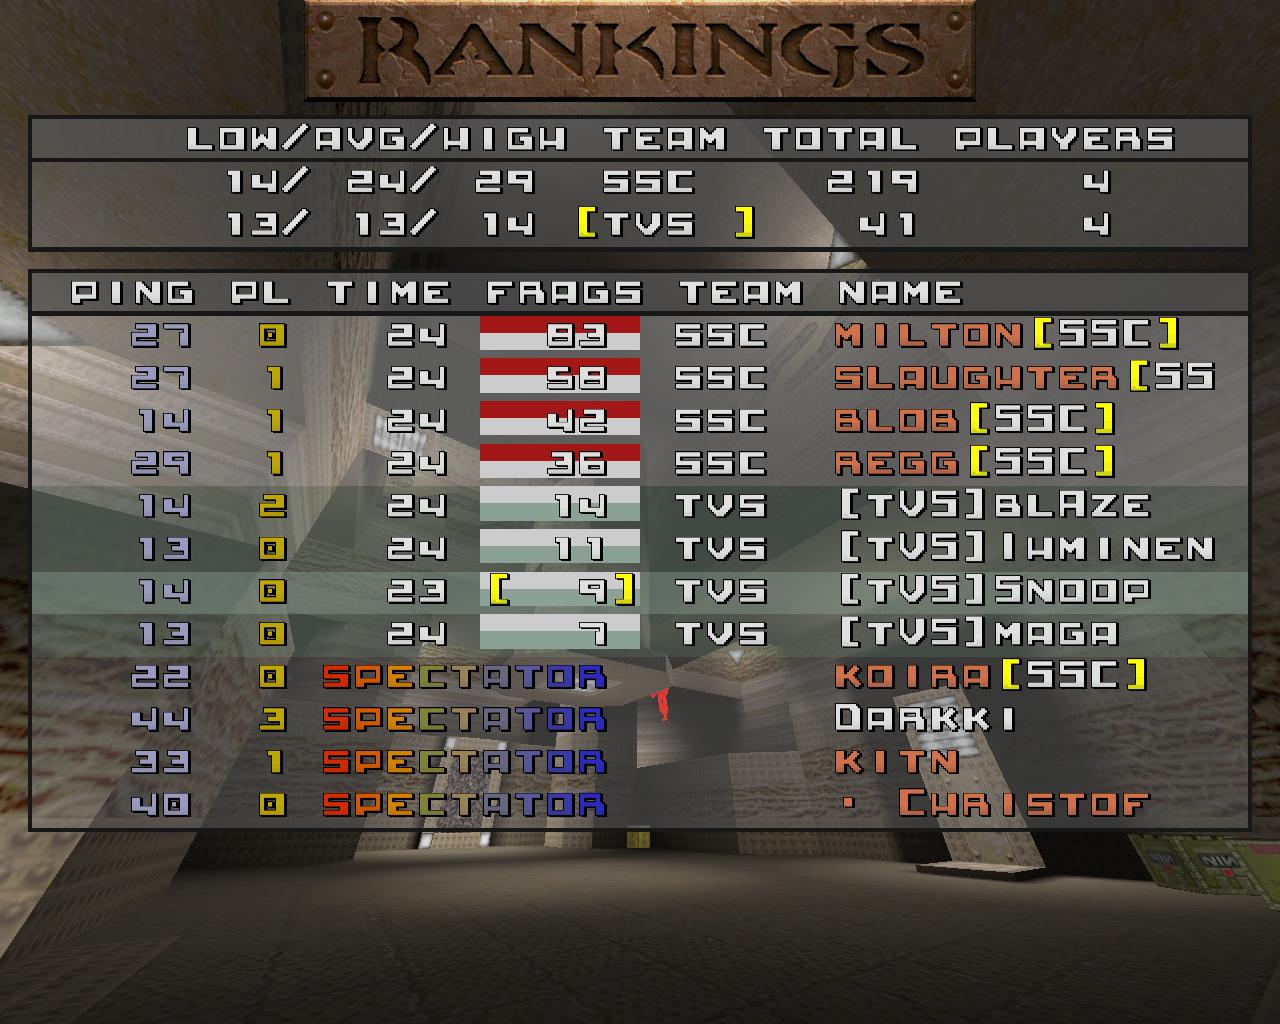 RANKINGS
LOW/AVG/HIGH TEAM TOTAL PLAYERS
14/ 24/ 29 SSC 219 4
13/ 13/ 14 [TVS ] 41 4
PING PL TIME FRAGS TEAM NAME
27 0 24 83 SSC MILTON[SSC]
27 1 24 58 SSC SLAUGHTER[SS
14 1 24 42 SSC BLOB[SSC]
29 1 24 36 SSC REGG[SSC]
14 2 24 14 TVS [TVS]BLAZE
13 0 24 11 TVS [TVS]IHMINEN
14 0 23 [ 9] TVS [TVS]SNOOP
13 0 24 7 TVS [TVS]MAGA
22 0 SPECTATOR KOIRA[SSC]
44 3 SPECTATOR DARKKI
33 1 SPECTATOR KITN
40 0 SPECTATOR • CHRISTOF
NIN